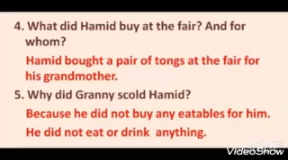 4. What did Hamid buy at the fair? And for
whom?
Hamid bought a pair of tongs at the fair for
his grandmother.
5. Why did Granny scold Hamid?
Because he did not buy any eatables for him.
He did not eat or drink anything.
VideoShow